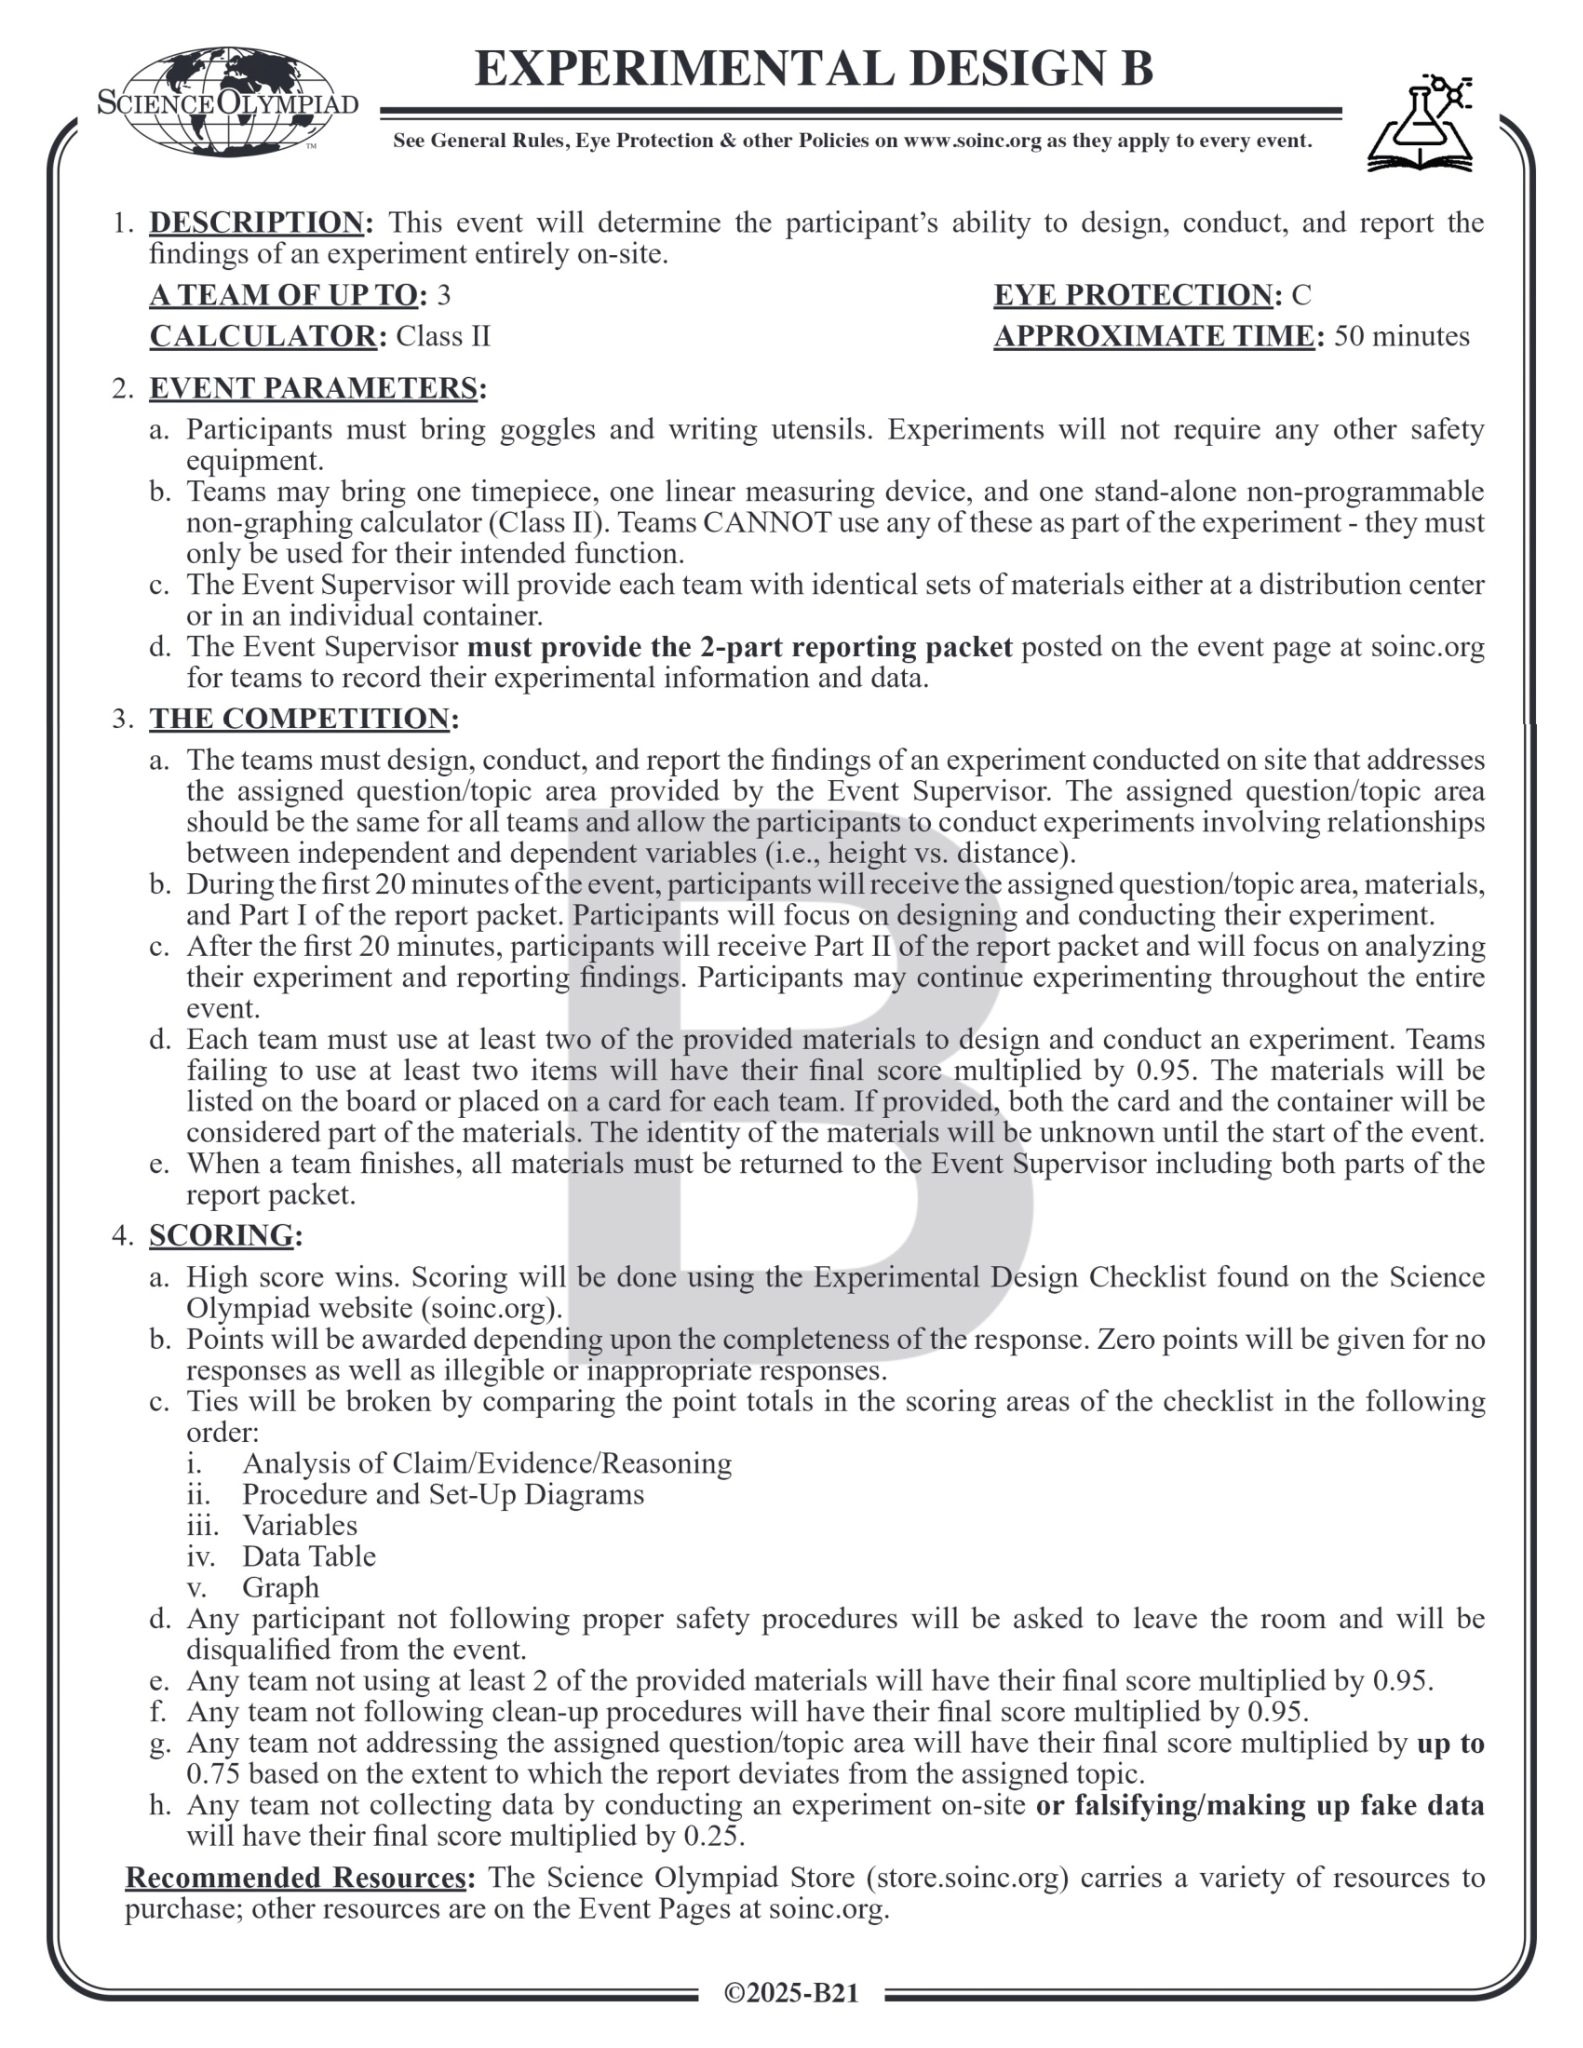 EXPERIMENTAL DESIGN B
SCIENCE OLYMPIAD
TM
See General Rules, Eye Protection & other Policies on www.soinc.org as they apply to every event.
1. DESCRIPTION: This event will determine the participant's ability to design, conduct, and report the
findings of an experiment entirely on-site.
A TEAM OF UP TO: 3 EYE PROTECTION: C
CALCULATOR: Class II APPROXIMATE TIME: 50 minutes
2. EVENT PARAMETERS:
a. Participants must bring goggles and writing utensils. Experiments will not require any other safety
equipment.
b. Teams may bring one timepiece, one linear measuring device, and one stand-alone non-programmable
non-graphing calculator (Class II). Teams CANNOT use any of these as part of the experiment - they must
only be used for their intended function.
c. The Event Supervisor will provide each team with identical sets of materials either at a distribution center
or in an individual container.
d. The Event Supervisor must provide the 2-part reporting packet posted on the event page at soinc.org
for teams to record their experimental information and data.
3. THE COMPETITION:
a. The teams must design, conduct, and report the findings of an experiment conducted on site that addresses
the assigned question/topic area provided by the Event Supervisor. The assigned question/topic area
should be the same for all teams and allow the participants to conduct experiments involving relationships
between independent and dependent variables (i.e., height vs. distance).
b. During the first 20 minutes of the event, participants will receive the assigned question/topic area, materials,
and Part I of the report packet. Participants will focus on designing and conducting their experiment.
c. After the first 20 minutes, participants will receive Part II of the report packet and will focus on analyzing
their experiment and reporting findings. Participants may continue experimenting throughout the entire
event.
d. Each team must use at least two of the provided materials to design and conduct an experiment. Teams
failing to use at least two items will have their final score multiplied by 0.95. The materials will be
listed on the board or placed on a card for each team. If provided, both the card and the container will be
considered part of the materials. The identity of the materials will be unknown until the start of the event.
e. When a team finishes, all materials must be returned to the Event Supervisor including both parts of the
report packet.
4. SCORING:
a. High score wins. Scoring will be done using the Experimental Design Checklist found on the Science
Olympiad website (soinc.org).
b. Points will be awarded depending upon the completeness of the response. Zero points will be given for no
responses as well as illegible or inappropriate responses.
c. Ties will be broken by comparing the point totals in the scoring areas of the checklist in the following
order:
i. Analysis of Claim/Evidence/Reasoning
ii. Procedure and Set-Up Diagrams
iii. Variables
iv. Data Table
v. Graph
d. Any participant not following proper safety procedures will be asked to leave the room and will be
disqualified from the event.
e. Any team not using at least 2 of the provided materials will have their final score multiplied by 0.95.
f. Any team not following clean-up procedures will have their final score multiplied by 0.95.
g. Any team not addressing the assigned question/topic area will have their final score multiplied by up to
0.75 based on the extent to which the report deviates from the assigned topic.
h. Any team not collecting data by conducting an experiment on-site or falsifying/making up fake data
will have their final score multiplied by 0.25.
Recommended Resources: The Science Olympiad Store (store.soinc.org) carries a variety of resources to
purchase; other resources are on the Event Pages at soinc.org.
©2025-B21
B